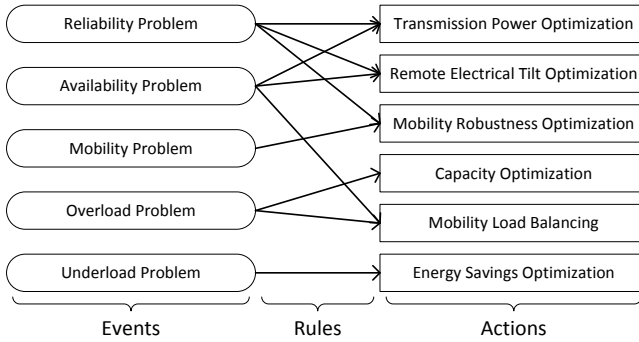 Reliability Problem
Availability Problem
Mobility Problem
Overload Problem
Underload Problem
Transmission Power Optimization
Remote Electrical Tilt Optimization
Mobility Robustness Optimization
Capacity Optimization
Mobility Load Balancing
Energy Savings Optimization
Events
Rules
Actions